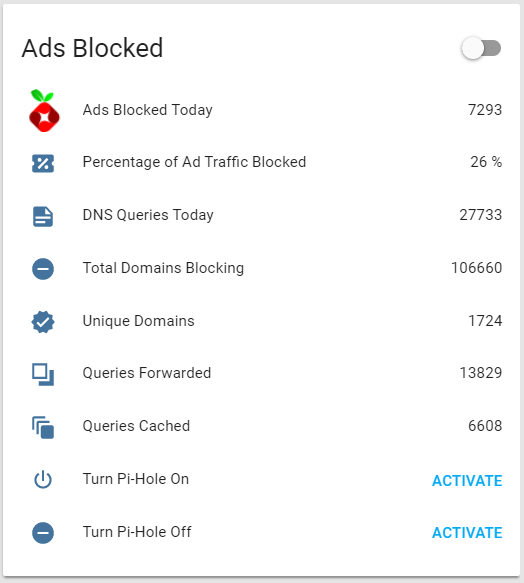 Ads Blocked
Ads Blocked Today 7293
Percentage of Ad Traffic Blocked 26 %
DNS Queries Today 27733
Total Domains Blocking 106660
Unique Domains 1724
Queries Forwarded 13829
Queries Cached 6608
Turn Pi-Hole On ACTIVATE
Turn Pi-Hole Off ACTIVATE